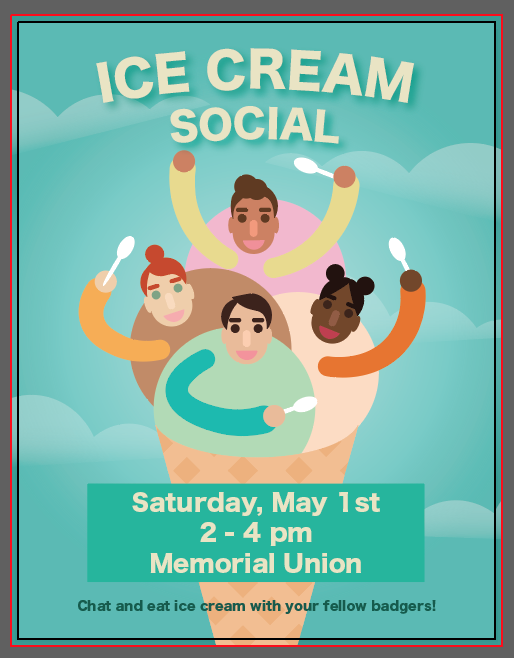 ICE CREAM
SOCIAL
Saturday, May 1st
2 - 4 pm
Memorial Union
Chat and eat ice cream with your fellow badgers!